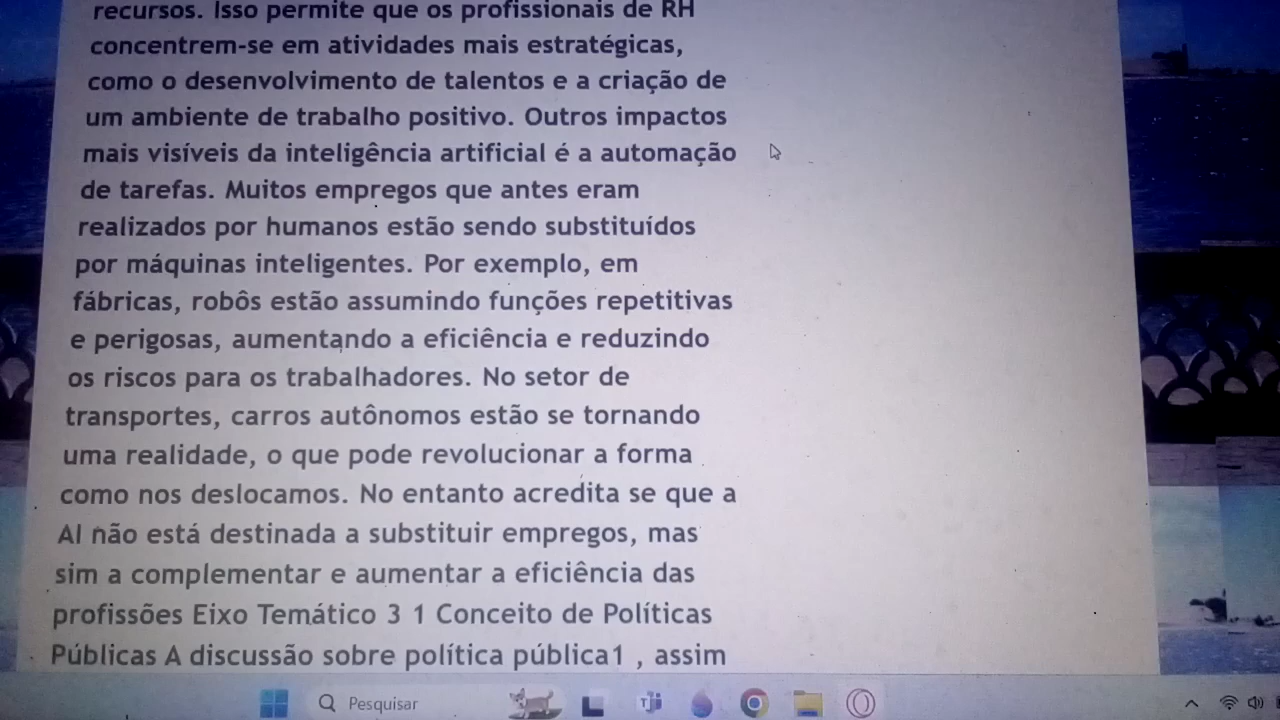 recursos. Isso permite que os profissionais de RH
concentrem-se em atividades mais estratégicas,
como o desenvolvimento de talentos e a criação de
um ambiente de trabalho positivo. Outros impactos
mais visíveis da inteligência artificial é a automação
de tarefas. Muitos empregos que antes eram
realizados por humanos estão sendo substituídos
por máquinas inteligentes. Por exemplo, em
fábricas, robôs estão assumindo funções repetitivas
e perigosas, aumentando a eficiência e reduzindo
os riscos para os trabalhadores. No setor de
transportes, carros autônomos estão se tornando
uma realidade, o que pode revolucionar a forma
como nos deslocamos. No entanto acredita se que a
AI não está destinada a substituir empregos, mas
sim a complementar e aumentar a eficiência das
profissões Eixo Temático 3 1 Conceito de Políticas
Públicas A discussão sobre política pública1 , assim
Pesquisar